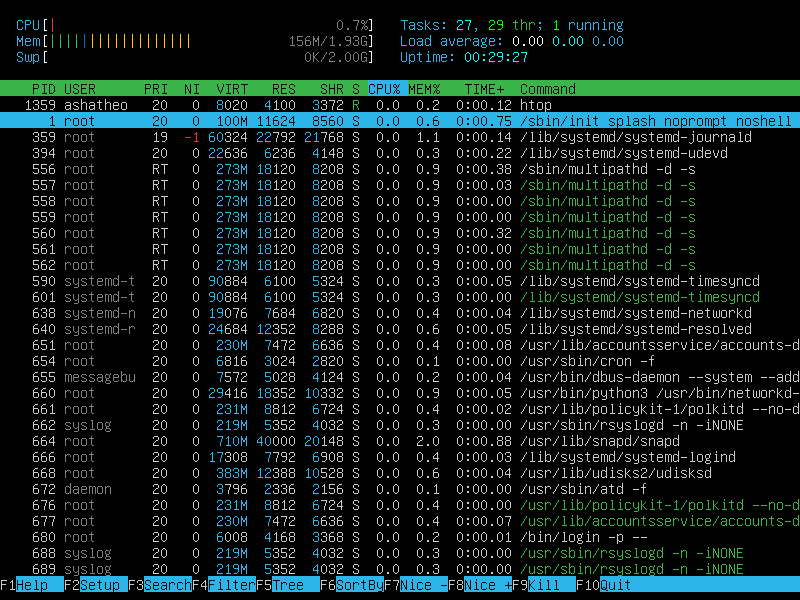 CPU[| 0.7%] Tasks: 27, 29 thr; 1 running
Mem[|||||||||||||||||| 156M/1.93G] Load average: 0.00 0.00 0.00
Swp[ 0K/2.00G] Uptime: 00:29:27
PID USER PRI NI VIRT RES SHR S CPU% MEM% TIME+ Command
1359 ashatheo 20 0 8020 4100 3372 R 0.0 0.2 0:00.12 htop
1 root 20 0 100M 11624 8560 S 0.0 0.6 0:00.75 /sbin/init splash noprompt noshell
359 root 19 -1 60324 22792 21768 S 0.0 1.1 0:00.14 /lib/systemd/systemd-journald
394 root 20 0 22636 6236 4148 S 0.0 0.3 0:00.22 /lib/systemd/systemd-udevd
556 root RT 0 273M 18120 8208 S 0.0 0.9 0:00.38 /sbin/multipathd -d -s
557 root RT 0 273M 18120 8208 S 0.0 0.9 0:00.03 /sbin/multipathd -d -s
558 root RT 0 273M 18120 8208 S 0.0 0.9 0:00.00 /sbin/multipathd -d -s
559 root RT 0 273M 18120 8208 S 0.0 0.9 0:00.00 /sbin/multipathd -d -s
560 root RT 0 273M 18120 8208 S 0.0 0.9 0:00.32 /sbin/multipathd -d -s
561 root RT 0 273M 18120 8208 S 0.0 0.9 0:00.00 /sbin/multipathd -d -s
562 root RT 0 273M 18120 8208 S 0.0 0.9 0:00.00 /sbin/multipathd -d -s
590 systemd-t 20 0 90884 6100 5324 S 0.0 0.3 0:00.05 /lib/systemd/systemd-timesyncd
601 systemd-t 20 0 90884 6100 5324 S 0.0 0.3 0:00.00 /lib/systemd/systemd-timesyncd
638 systemd-n 20 0 19076 7684 6820 S 0.0 0.4 0:00.04 /lib/systemd/systemd-networkd
640 systemd-r 20 0 24684 12352 8288 S 0.0 0.6 0:00.05 /lib/systemd/systemd-resolved
651 root 20 0 230M 7472 6636 S 0.0 0.4 0:00.08 /usr/lib/accountsservice/accounts-d
654 root 20 0 6816 3024 2820 S 0.0 0.1 0:00.00 /usr/sbin/cron -f
655 messagebu 20 0 7572 5028 4124 S 0.0 0.2 0:00.04 /usr/bin/dbus-daemon --system --add
660 root 20 0 29416 18352 10332 S 0.0 0.9 0:00.05 /usr/bin/python3 /usr/bin/networkd-
661 root 20 0 231M 8812 6724 S 0.0 0.4 0:00.02 /usr/lib/policykit-1/polkitd --no-d
662 syslog 20 0 219M 5352 4032 S 0.0 0.3 0:00.00 /usr/sbin/rsyslogd -n -iNONE
664 root 20 0 710M 40000 20148 S 0.0 2.0 0:00.88 /usr/lib/snapd/snapd
666 root 20 0 17308 7792 6908 S 0.0 0.4 0:00.03 /lib/systemd/systemd-logind
668 root 20 0 383M 12388 10528 S 0.0 0.6 0:00.04 /usr/lib/udisks2/udisksd
672 daemon 20 0 3796 2336 2156 S 0.0 0.1 0:00.00 /usr/sbin/atd -f
676 root 20 0 231M 8812 6724 S 0.0 0.4 0:00.00 /usr/lib/policykit-1/polkitd --no-d
677 root 20 0 230M 7472 6636 S 0.0 0.4 0:00.07 /usr/lib/accountsservice/accounts-d
680 root 20 0 6008 4168 3368 S 0.0 0.2 0:00.01 /bin/login -p --
688 syslog 20 0 219M 5352 4032 S 0.0 0.3 0:00.00 /usr/sbin/rsyslogd -n -iNONE
689 syslog 20 0 219M 5352 4032 S 0.0 0.3 0:00.00 /usr/sbin/rsyslogd -n -iNONE
F1Help F2Setup F3SearchF4FilterF5Tree F6SortByF7Nice -F8Nice +F9Kill F10Quit